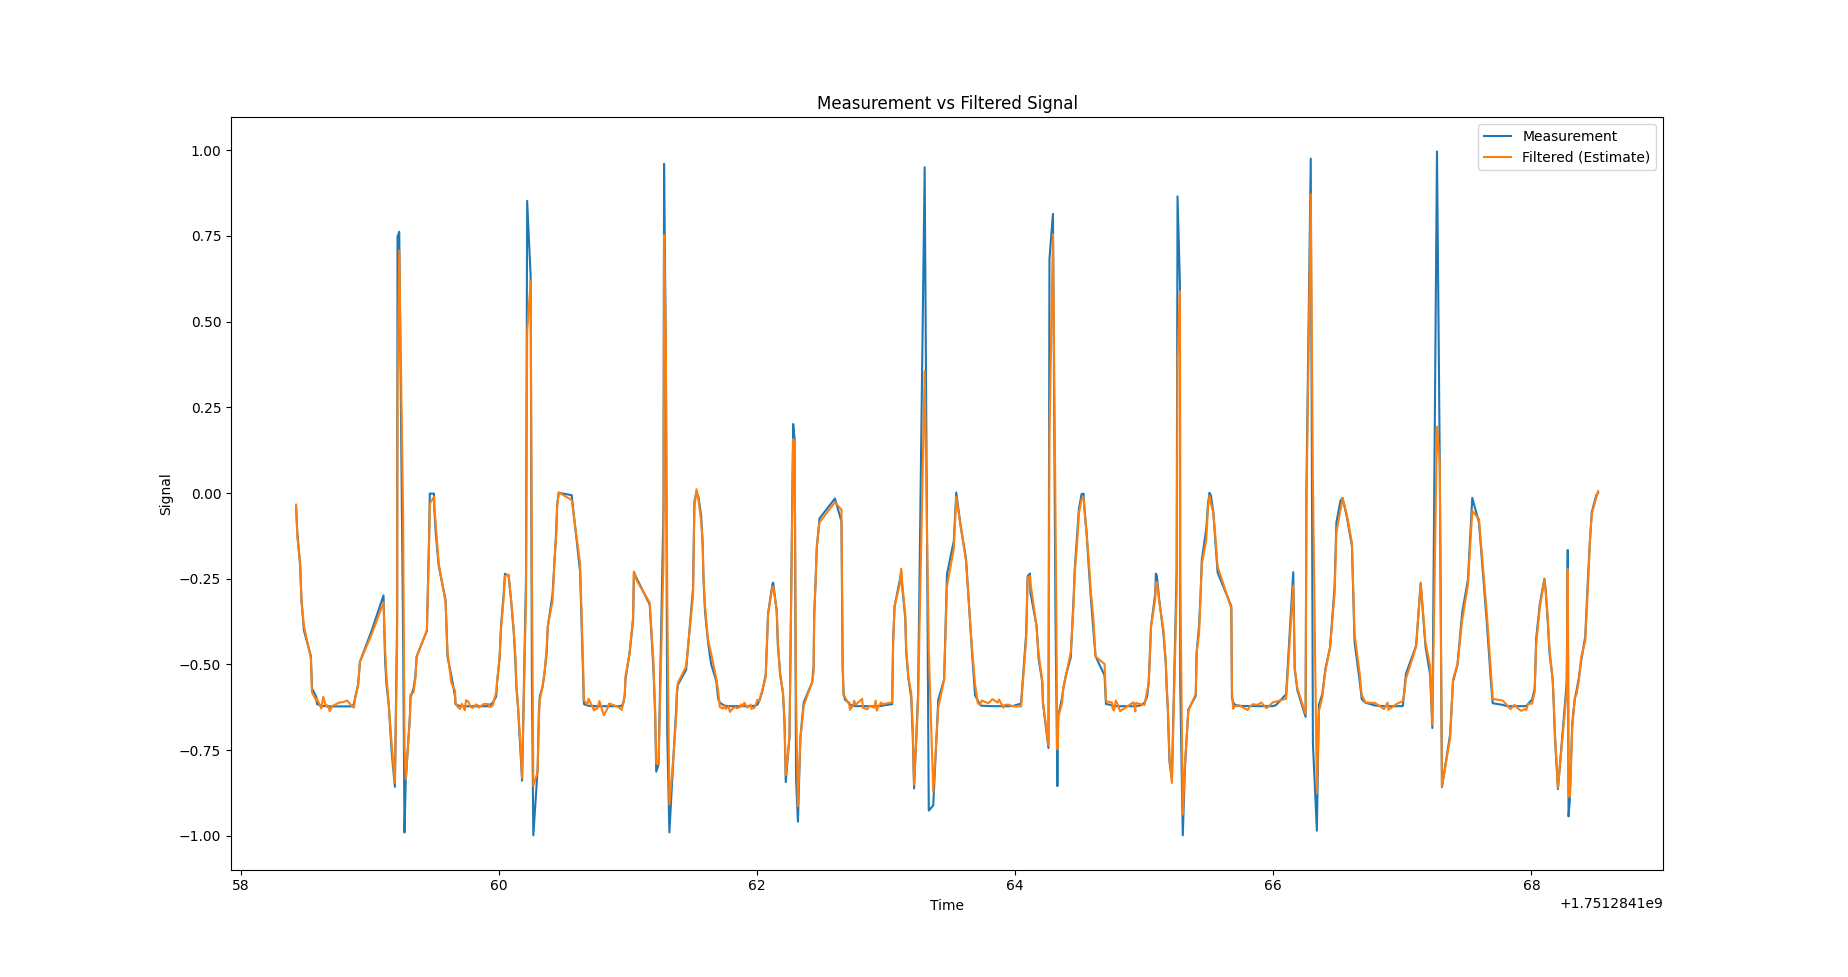 Measurement vs Filtered Signal
Measurement
Filtered (Estimate)
1.00
0.75
0.50
0.25
0.00
−0.25
−0.50
−0.75
−1.00
Signal
58
60
62
64
66
68
Time
+1.7512841e9